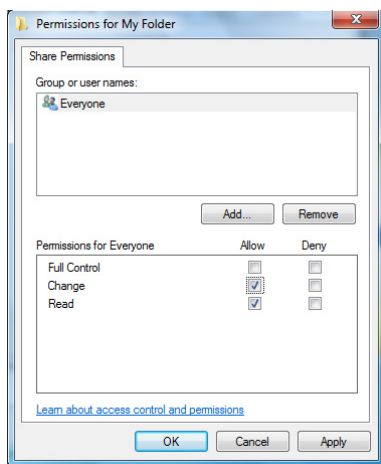 Permissions for My Folder
Share Permissions
Group or user names:
Everyone
Add... Remove
Permissions for Everyone Allow Deny
Full Control
Change
Read
Learn about access control and permissions
OK Cancel Apply